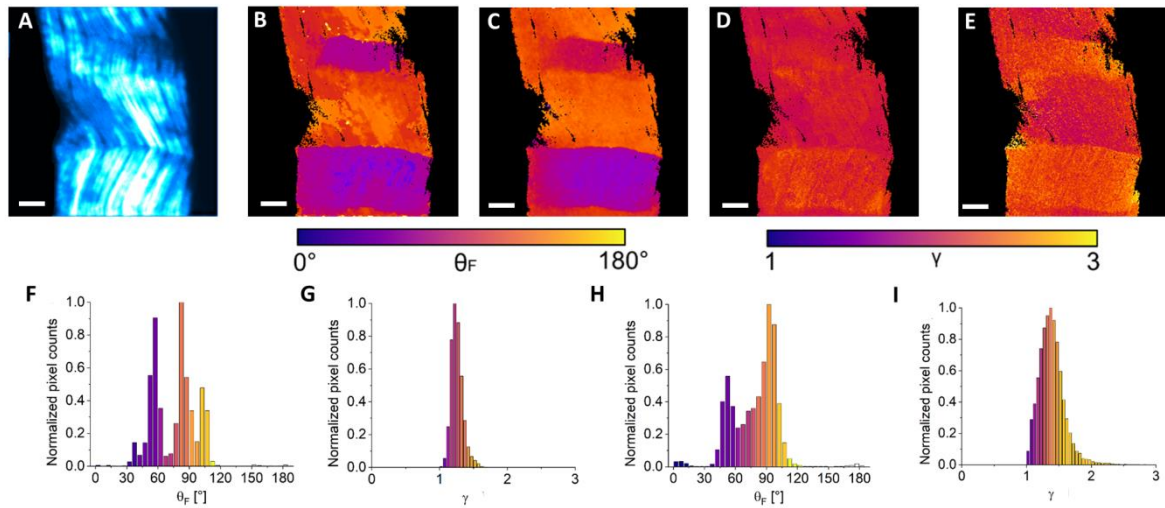 A B C D E
0° θF 180°
1 γ 3
F G H I
Normalized pixel counts
1.0
0.8
0.6
0.4
0.2
0.0
0 30 60 90 120 150 180
θF [°]
Normalized pixel counts
1.0
0.8
0.6
0.4
0.2
0.0
0 1 2 3
γ
Normalized pixel counts
1.0
0.8
0.6
0.4
0.2
0.0
0 30 60 90 120 150 180
θF [°]
Normalized pixel counts
1.0
0.8
0.6
0.4
0.2
0.0
0 1 2 3
γ